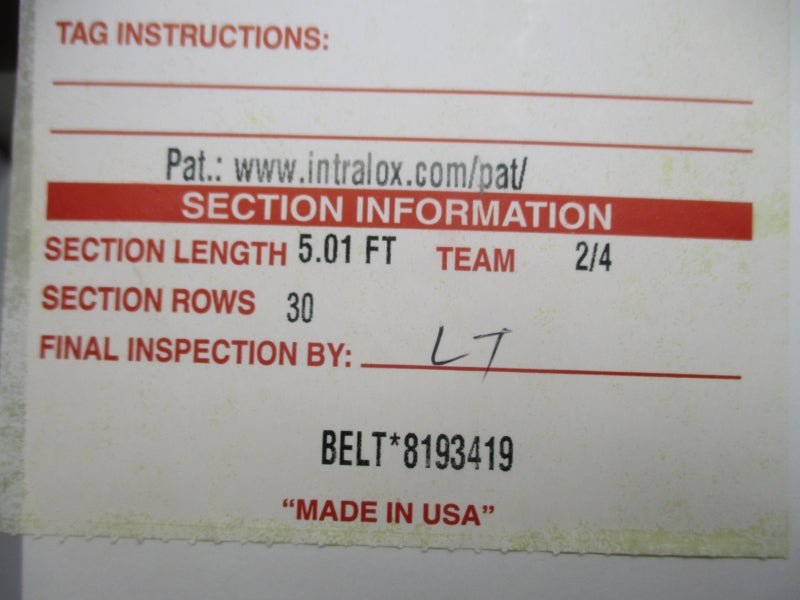 TAG INSTRUCTIONS:
Pat.: www.intralox.com/pat/
SECTION INFORMATION
SECTION LENGTH 5.01 FT TEAM 2/4
SECTION ROWS 30
FINAL INSPECTION BY: LT
BELT*8193419
"MADE IN USA"